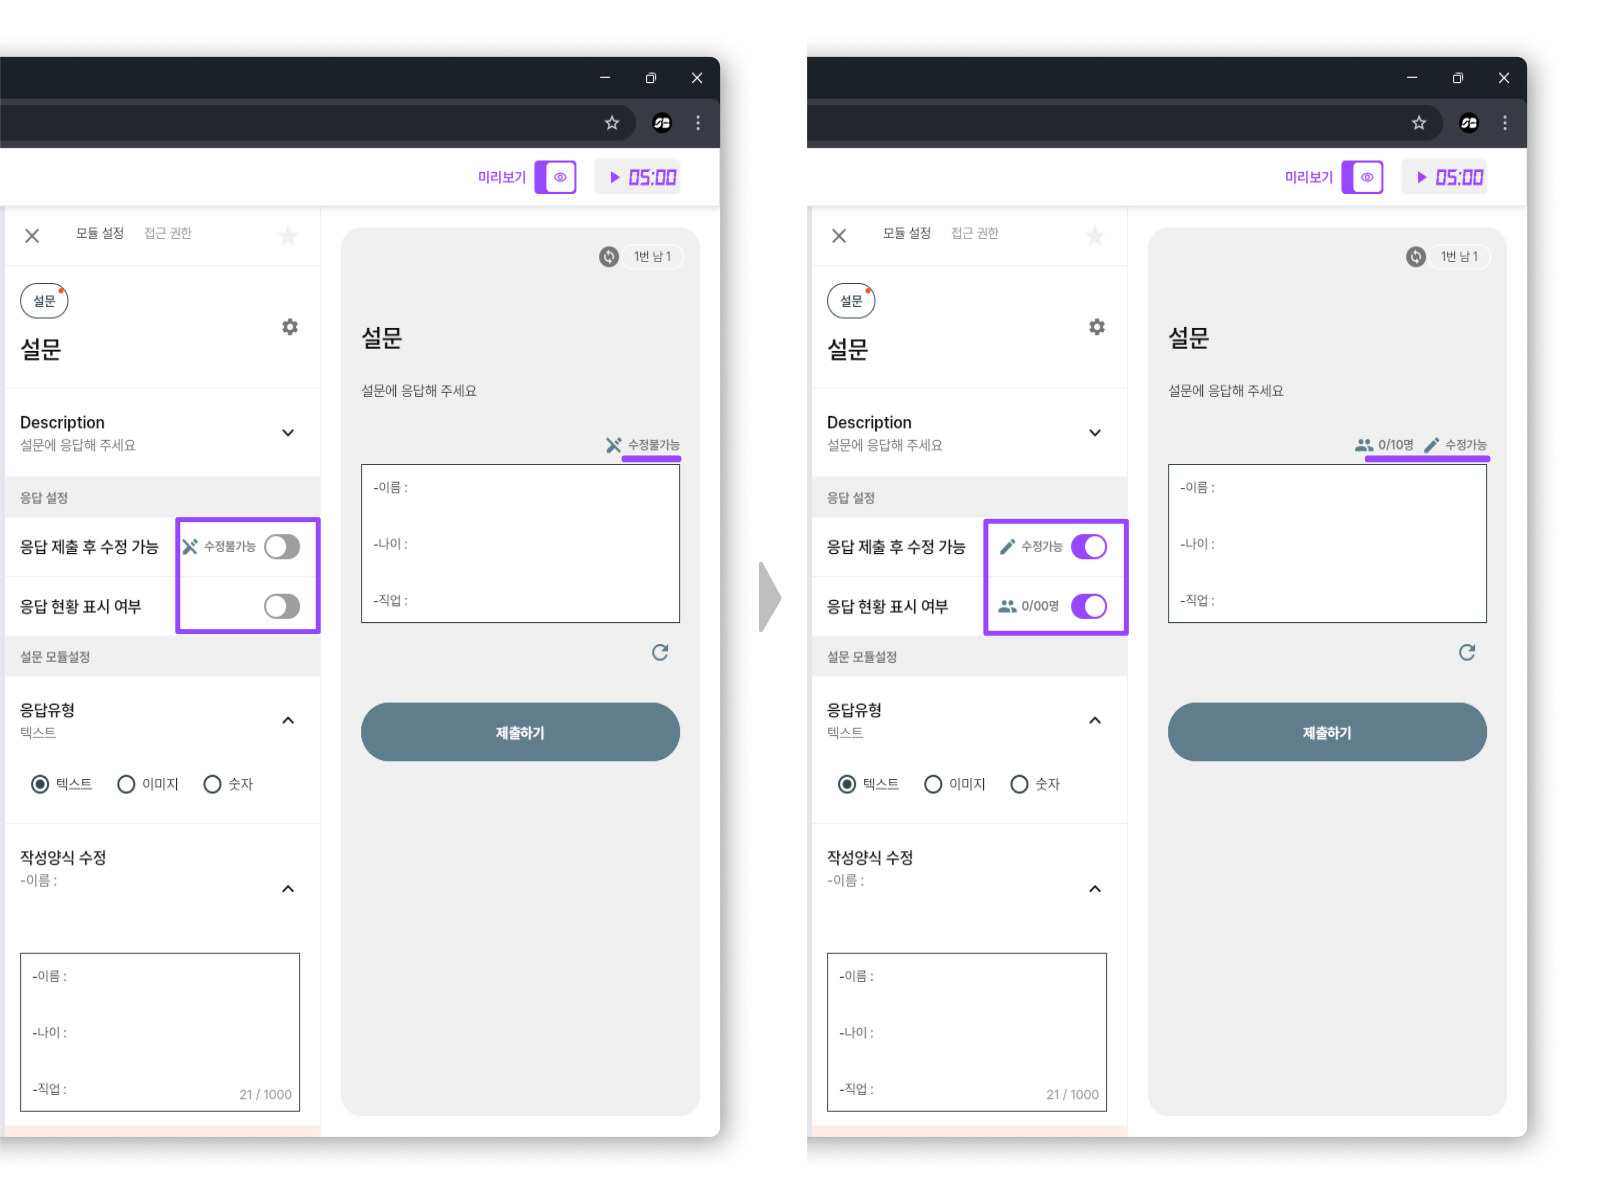 미리보기
05:00
모듈 설정 접근 권한
1번 남 1
설문
설문
설문
설문에 응답해 주세요
Description
설문에 응답해 주세요
수정불가능
응답 설정
-이름 :
응답 제출 후 수정 가능 수정불가능
-나이 :
응답 현황 표시 여부
-직업 :
설문 모듈설정
응답유형
텍스트
제출하기
텍스트 이미지 숫자
작성양식 수정
-이름 :
-이름 :
-나이 :
-직업 :
21 / 1000
미리보기
05:00
모듈 설정 접근 권한
1번 남 1
설문
설문
설문
설문에 응답해 주세요
Description
설문에 응답해 주세요
0/10명 수정가능
응답 설정
-이름 :
응답 제출 후 수정 가능 수정가능
-나이 :
응답 현황 표시 여부 0/00명
-직업 :
설문 모듈설정
응답유형
텍스트
제출하기
텍스트 이미지 숫자
작성양식 수정
-이름 :
-이름 :
-나이 :
-직업 :
21 / 1000